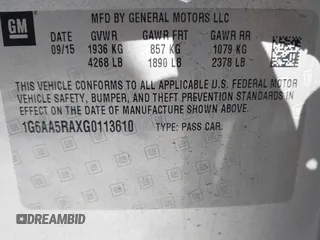 GM
MFD BY GENERAL MOTORS LLC
DATE GVWR GAWR FRT GAWR RR
09/15 1936 KG 857 KG 1079 KG
4268 LB 1890 LB 2378 LB
THIS VEHICLE CONFORMS TO ALL APPLICABLE U.S. FEDERAL MOTOR
VEHICLE SAFETY, BUMPER, AND THEFT PREVENTION STANDARDS IN
EFFECT ON THE DATE OF MANUFACTURE SHOWN ABOVE.
1G6AA5RAXG0113610 TYPE: PASS CAR.
DREAMBID